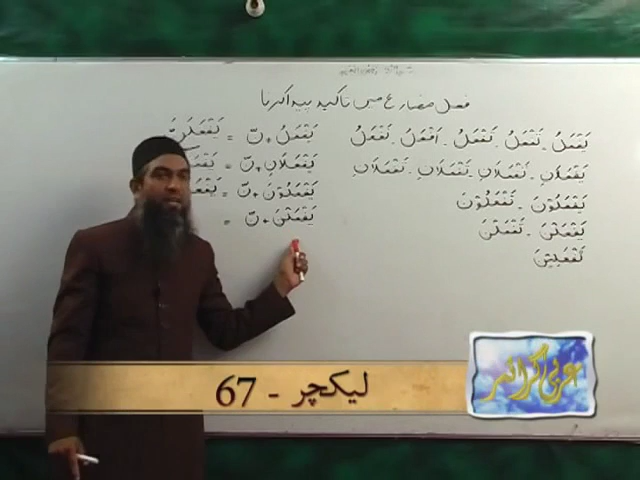 فعل مضارع میں تاکید پیدا کرنا
يَفْعَلُ ـ تَفْعَلُ ـ تَفْعَلُ ـ اَفْعَلُ ـ نَفْعَلُ
يَفْعَلَانِ ـ تَفْعَلَانِ ـ تَفْعَلَانِ ـ تَفْعَلَانِ
يَفْعَلُوْنَ ـ تَفْعَلُوْنَ
يَفْعَلْنَ ـ تَفْعَلْنَ
تَفْعَلِيْنَ
يَفْعَلُ + نَّ = يَفْعَلَنَّ
يَفْعَلَانِ + نَّ =
يَفْعَلُوْنَ + نَّ =
يَفْعَلْنَ + نَّ =
عربی گرامر
لیکچر - 67